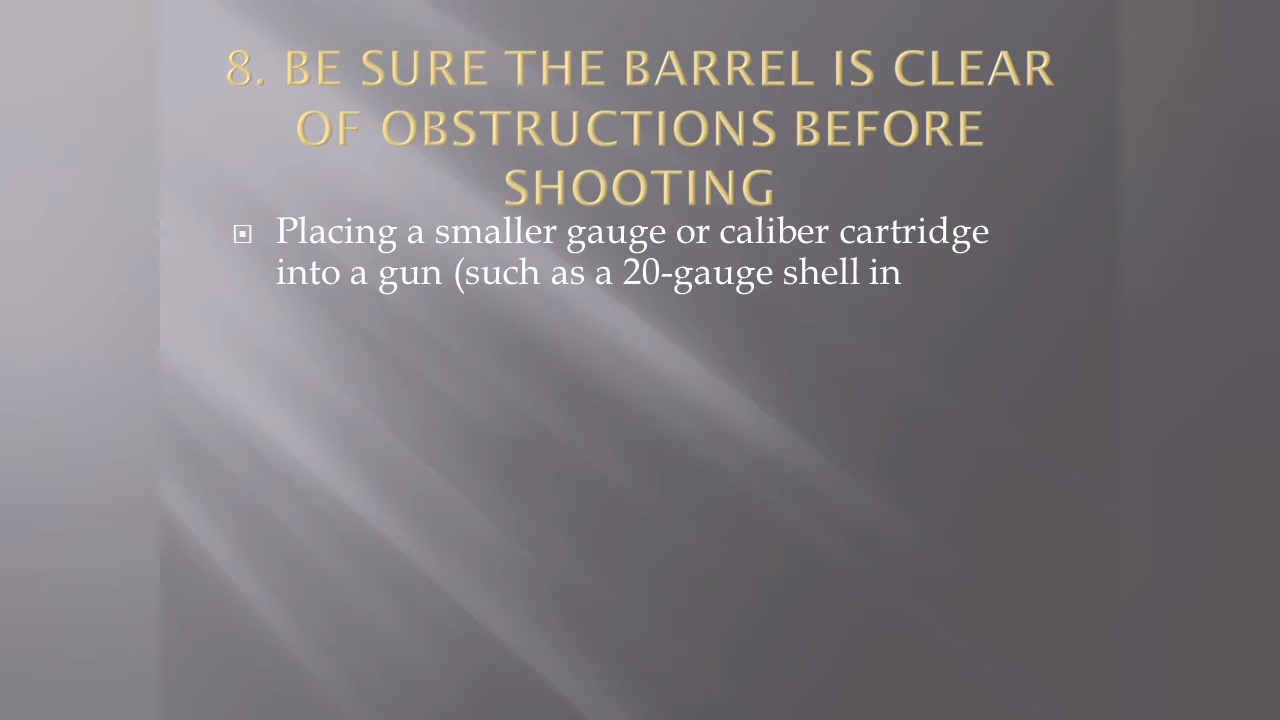 8. BE SURE THE BARREL IS CLEAR
OF OBSTRUCTIONS BEFORE
SHOOTING
Placing a smaller gauge or caliber cartridge
into a gun (such as a 20-gauge shell in